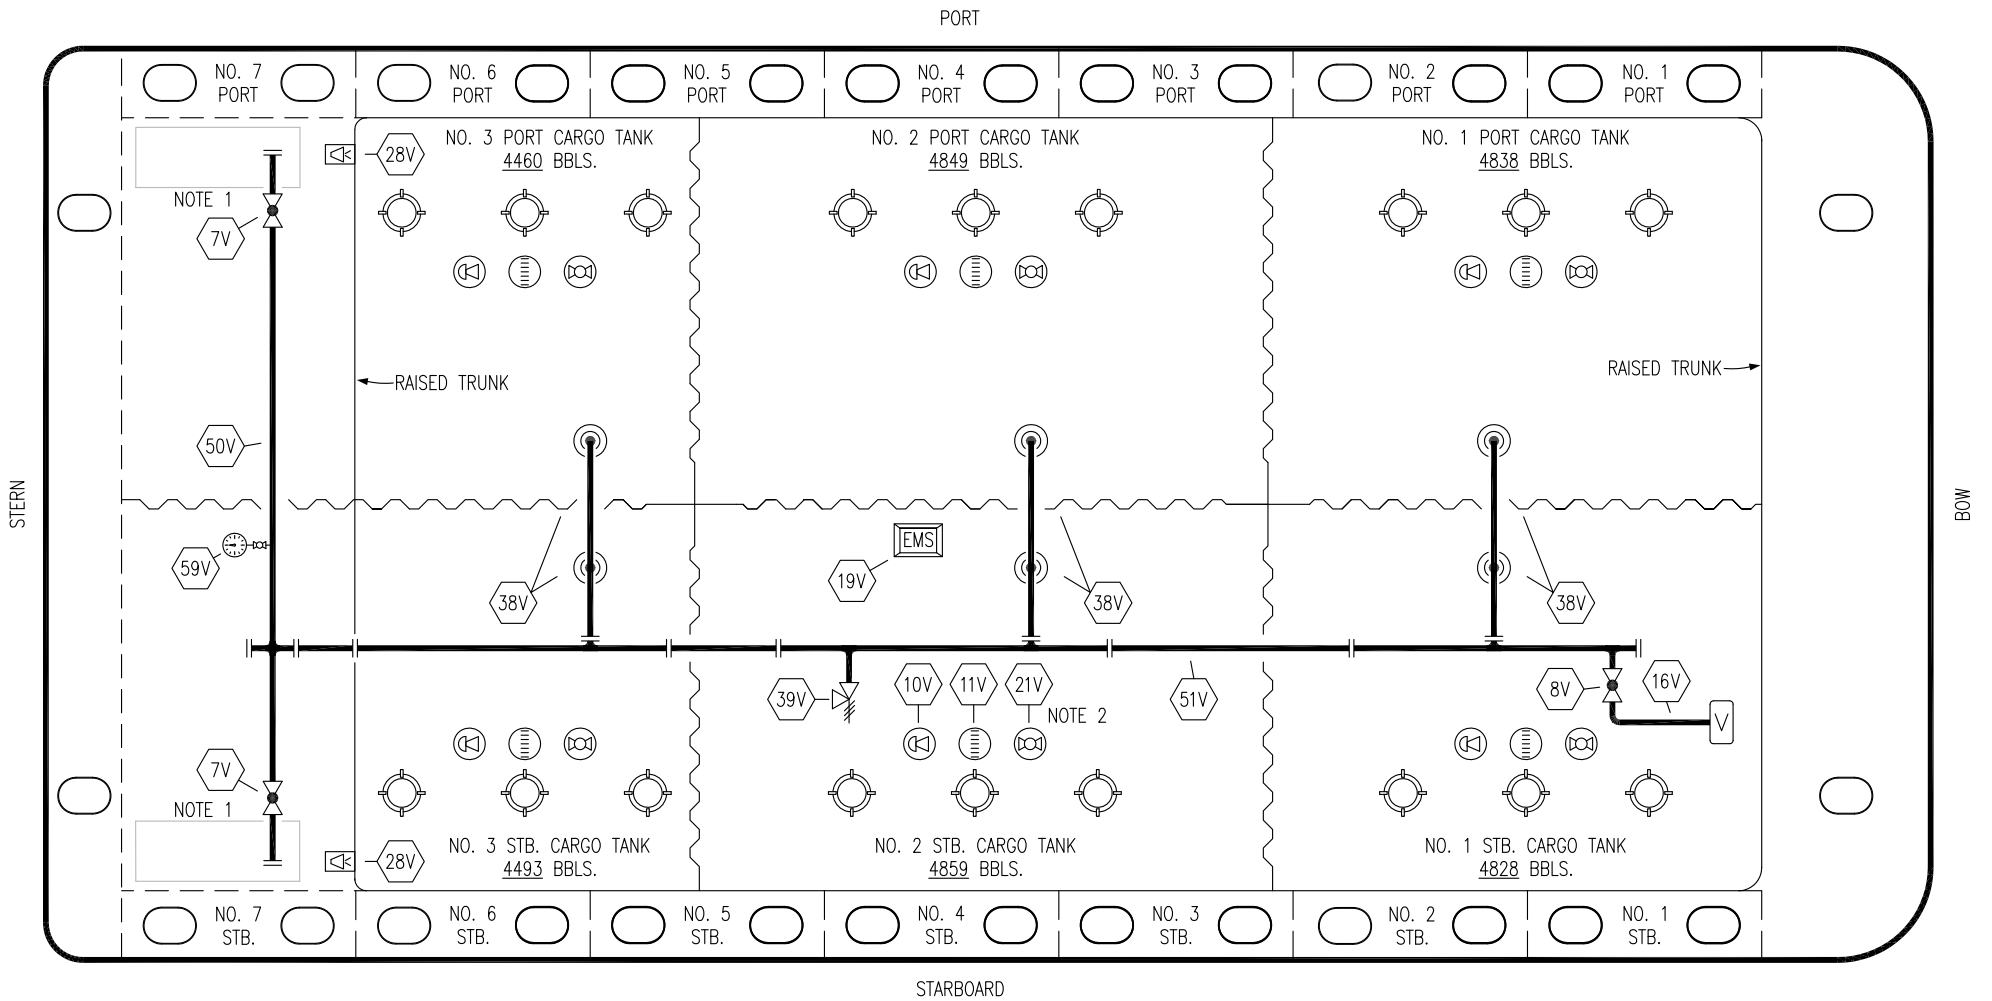 PORT
NO. 7
PORT
NO. 6
PORT
NO. 5
PORT
NO. 4
PORT
NO. 3
PORT
NO. 2
PORT
NO. 1
PORT
28V
NO. 3 PORT CARGO TANK
4460 BBLS.
NO. 2 PORT CARGO TANK
4849 BBLS.
NO. 1 PORT CARGO TANK
4838 BBLS.
NOTE 1
7V
RAISED TRUNK
RAISED TRUNK
50V
STERN
BOW
EMS
59V
19V
38V
38V
38V
39V
10V
11V
21V
NOTE 2
51V
8V
16V
V
7V
NOTE 1
28V
NO. 3 STB. CARGO TANK
4493 BBLS.
NO. 2 STB. CARGO TANK
4859 BBLS.
NO. 1 STB. CARGO TANK
4828 BBLS.
NO. 7
STB.
NO. 6
STB.
NO. 5
STB.
NO. 4
STB.
NO. 3
STB.
NO. 2
STB.
NO. 1
STB.
STARBOARD